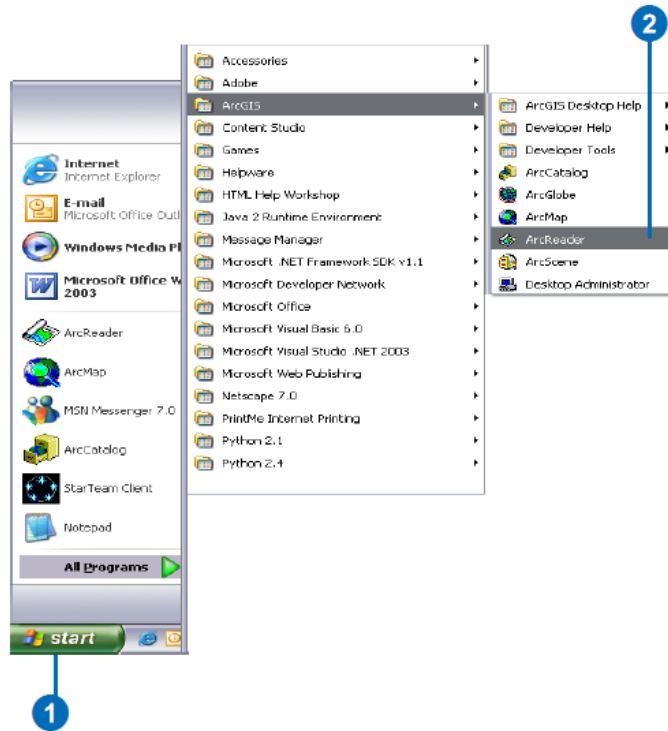 2
Accessories
Adobe
ArcGIS
Content Studio
Games
Helpware
HTML Help Workshop
Java 2 Runtime Environment
Message Manager
Microsoft .NET Framework SDK v1.1
Microsoft Developer Network
Microsoft Office
Microsoft Visual Basic 6.0
Microsoft Visual Studio .NET 2003
Microsoft Web Publishing
Netscape 7.0
PrintMe Internet Printing
Python 2.1
Python 2.4
ArcGIS Desktop Help
Developer Help
Developer Tools
ArcCatalog
ArcGlobe
ArcMap
ArcReader
ArcScene
Desktop Administrator
Internet
Internet Explorer
E-mail
Microsoft Office Outl
Windows Media Pl
Microsoft Office W
2003
ArcReader
ArcMap
MSN Messenger 7.0
ArcCatalog
StarTeam Client
Notepad
All Programs
start
1